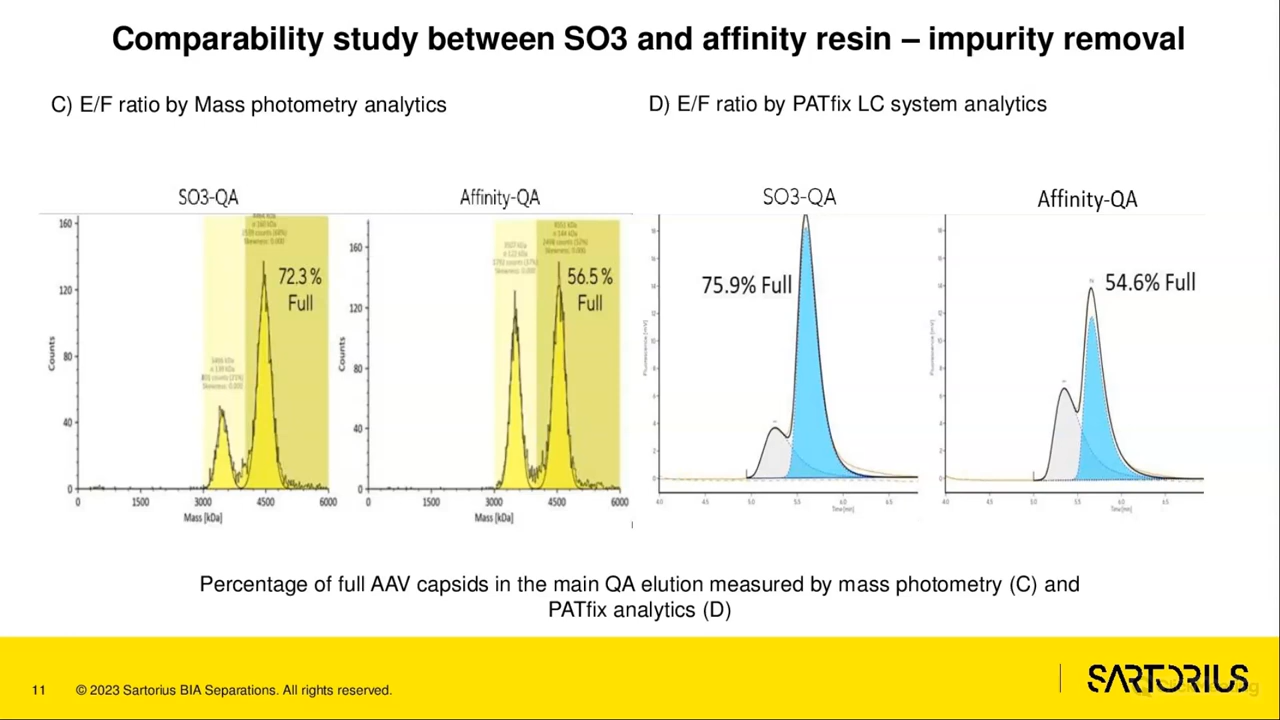 Comparability study between SO3 and affinity resin – impurity removal
C) E/F ratio by Mass photometry analytics
D) E/F ratio by PATfix LC system analytics
SO3-QA
Affinity-QA
SO3-QA
Affinity-QA
160
120
80
40
0
Counts
72.3 %
Full
0
1500
3000
4500
6000
Mass [kDa]
160
120
80
40
0
Counts
56.5 %
Full
0
1500
3000
4500
6000
Mass [kDa]
75.9% Full
54.6% Full
Percentage of full AAV capsids in the main QA elution measured by mass photometry (C) and
PATfix analytics (D)
11
© 2023 Sartorius BIA Separations. All rights reserved.
SARTORIUS